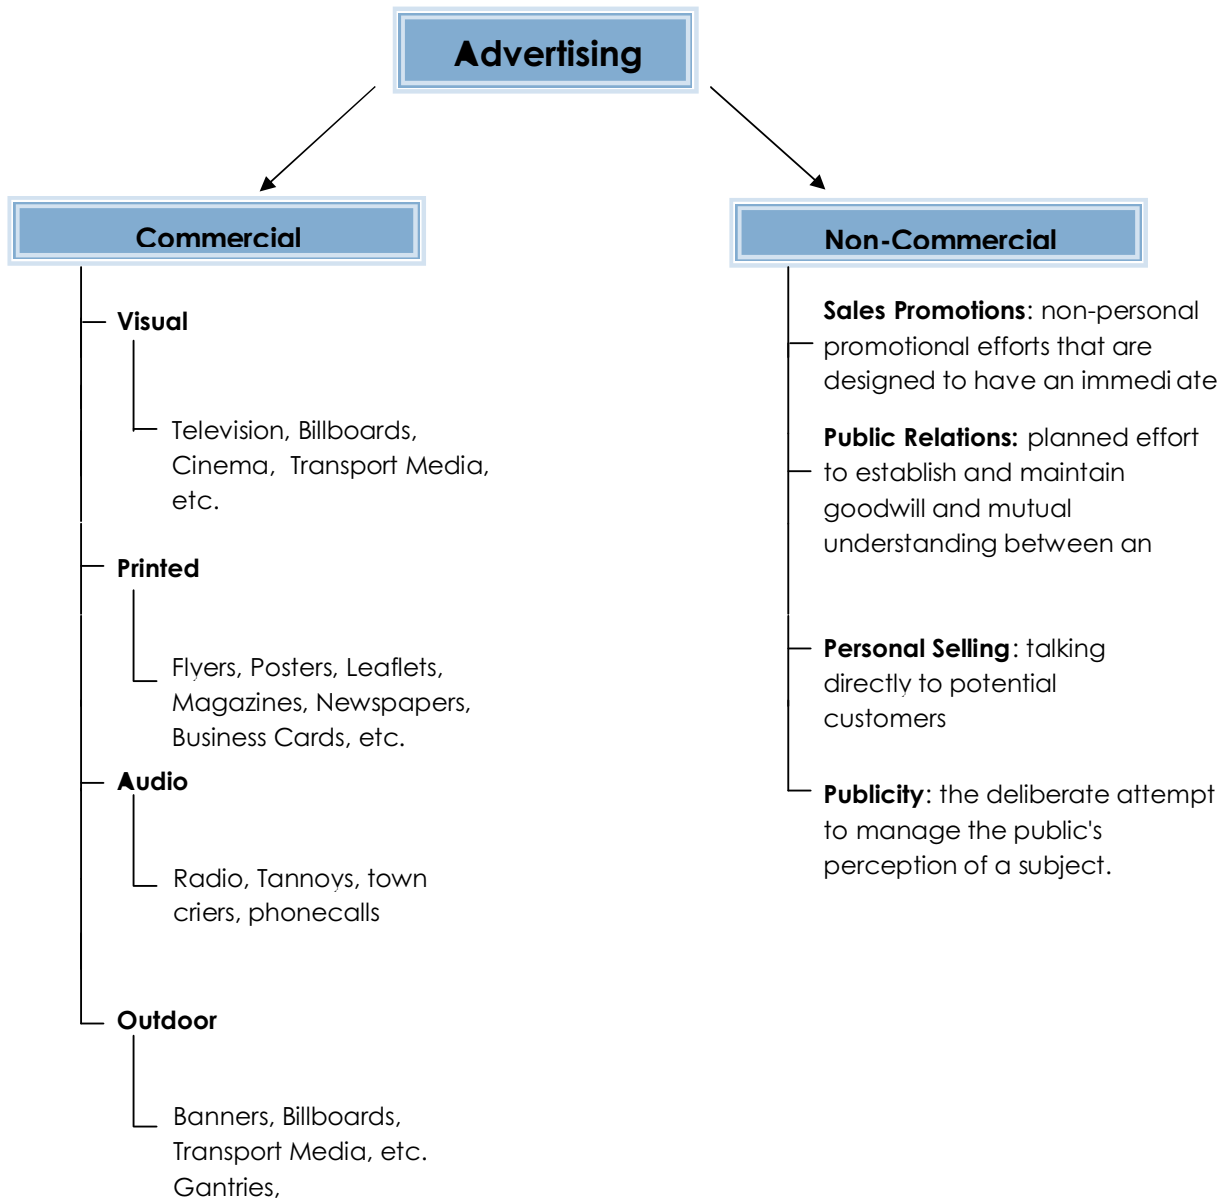 Advertising
Commercial
Visual
Television, Billboards,
Cinema, Transport Media,
etc.
Printed
Flyers, Posters, Leaflets,
Magazines, Newspapers,
Business Cards, etc.
Audio
Radio, Tannoys, town
criers, phonecalls
Outdoor
Banners, Billboards,
Transport Media, etc.
Gantries,
Non-Commercial
Sales Promotions: non-personal
promotional efforts that are
designed to have an immedi ate
Public Relations: planned effort
to establish and maintain
goodwill and mutual
understanding between an
Personal Selling: talking
directly to potential
customers
Publicity: the deliberate attempt
to manage the public's
perception of a subject.